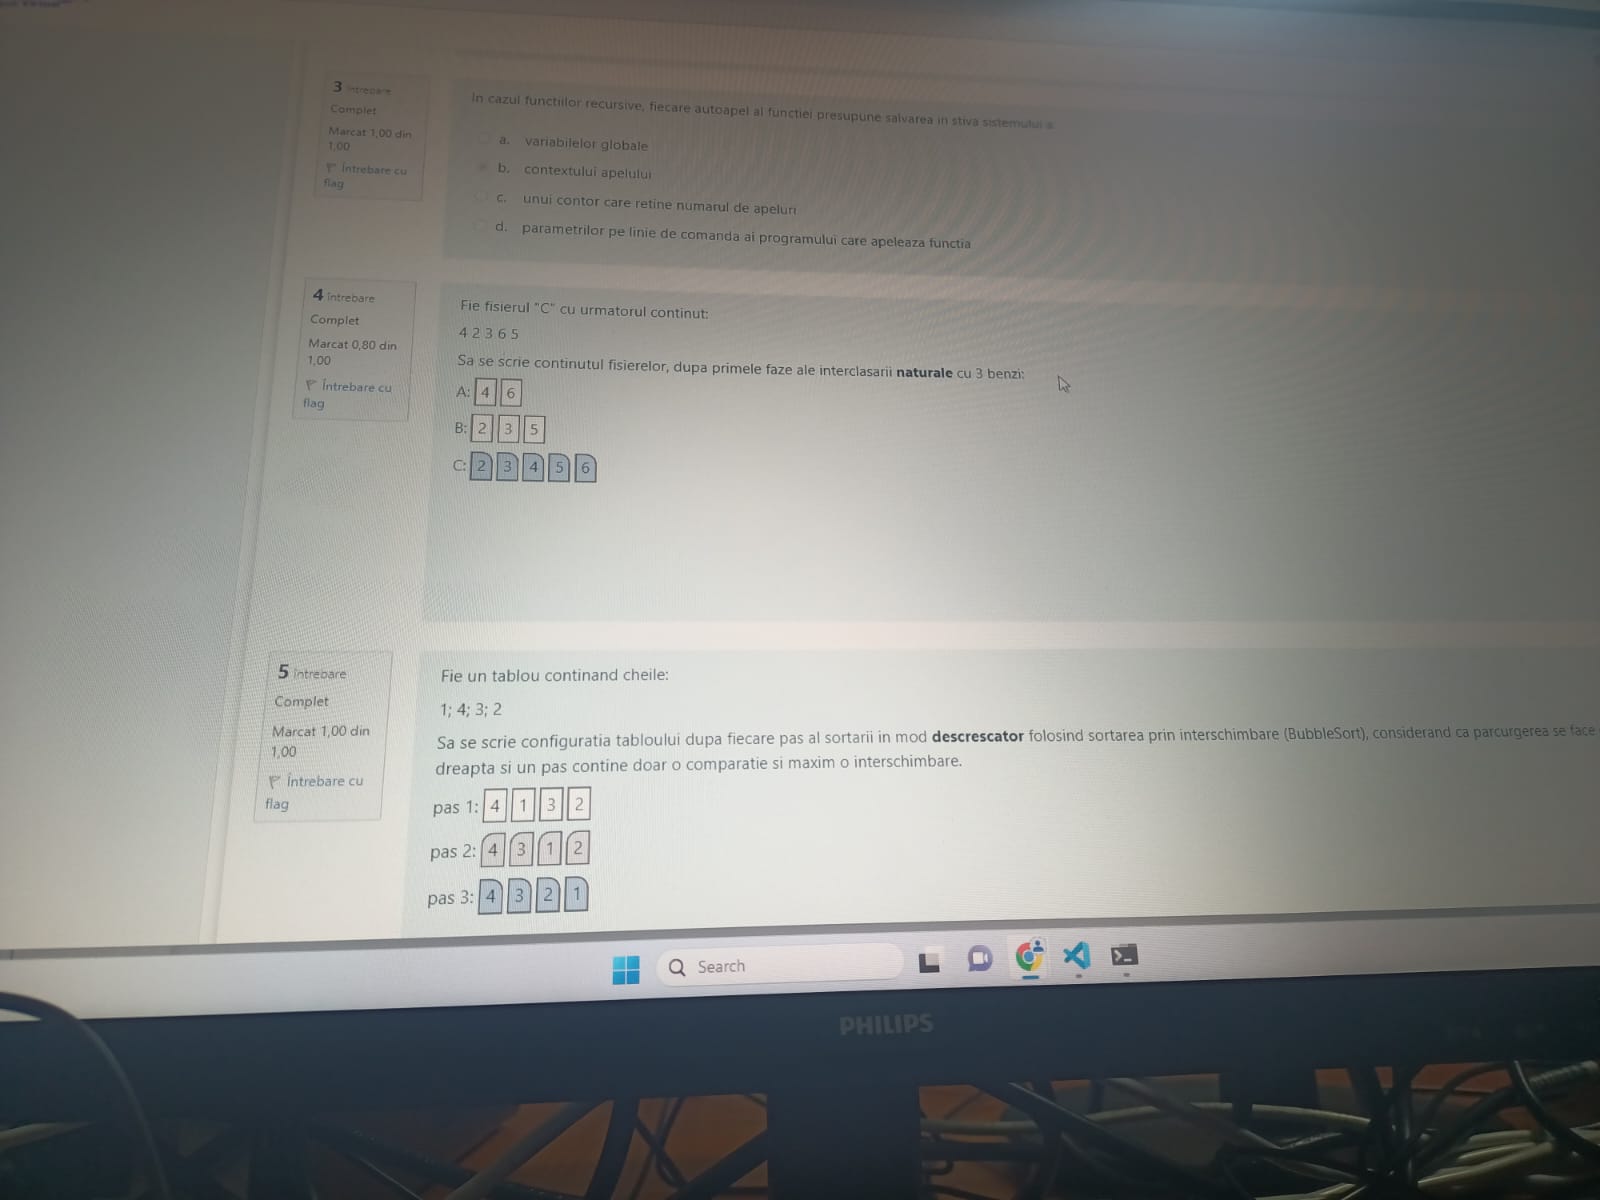 3 Întrebare
Complet
Marcat 1,00 din
1,00
Întrebare cu
flag
In cazul functiilor recursive, fiecare autoapel al functiei presupune salvarea in stiva sistemului a:
a. variabilelor globale
b. contextului apelului
c. unui contor care retine numarul de apeluri
d. parametrilor pe linie de comanda ai programului care apeleaza functia
4 Întrebare
Complet
Marcat 0,80 din
1,00
Întrebare cu
flag
Fie fisierul "C" cu urmatorul continut:
4 2 3 6 5
Sa se scrie continutul fisierelor, dupa primele faze ale interclasarii naturale cu 3 benzi:
A: 4 6
B: 2 3 5
C: 2 3 4 5 6
5 Întrebare
Complet
Marcat 1,00 din
1,00
Întrebare cu
flag
Fie un tablou continand cheile:
1; 4; 3; 2
Sa se scrie configuratia tabloului dupa fiecare pas al sortarii in mod descrescator folosind sortarea prin interschimbare (BubbleSort), considerand ca parcurgerea se face
dreapta si un pas contine doar o comparatie si maxim o interschimbare.
pas 1: 4 1 3 2
pas 2: 4 3 1 2
pas 3: 4 3 2 1
Search
PHILIPS